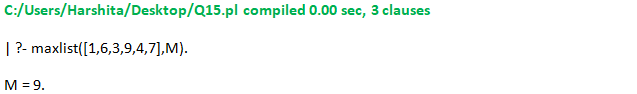 C:/Users/Harshita/Desktop/Q15.pl compiled 0.00 sec, 3 clauses
| ?- maxlist([1,6,3,9,4,7],M).
M = 9.